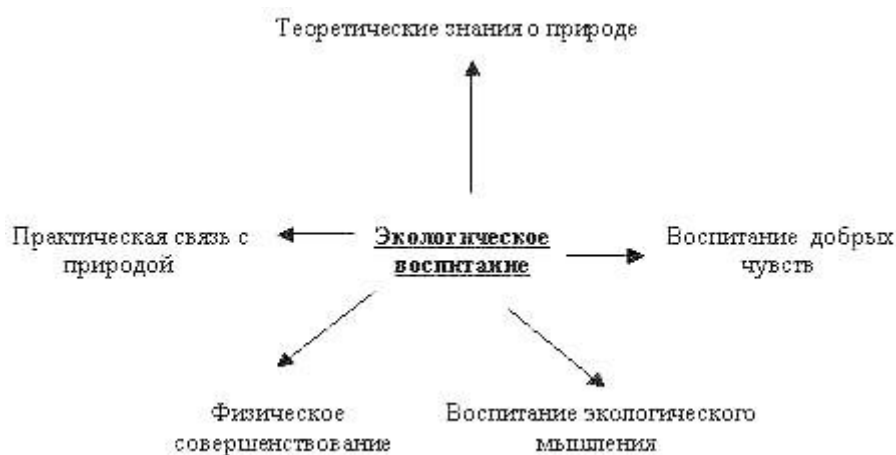 Теоретические знания о природе
Практическая связь с
природой
Экологическое
воспитание
Воспитание добрых
чувств
Физическое
совершенствование
Воспитание экологического
мышления